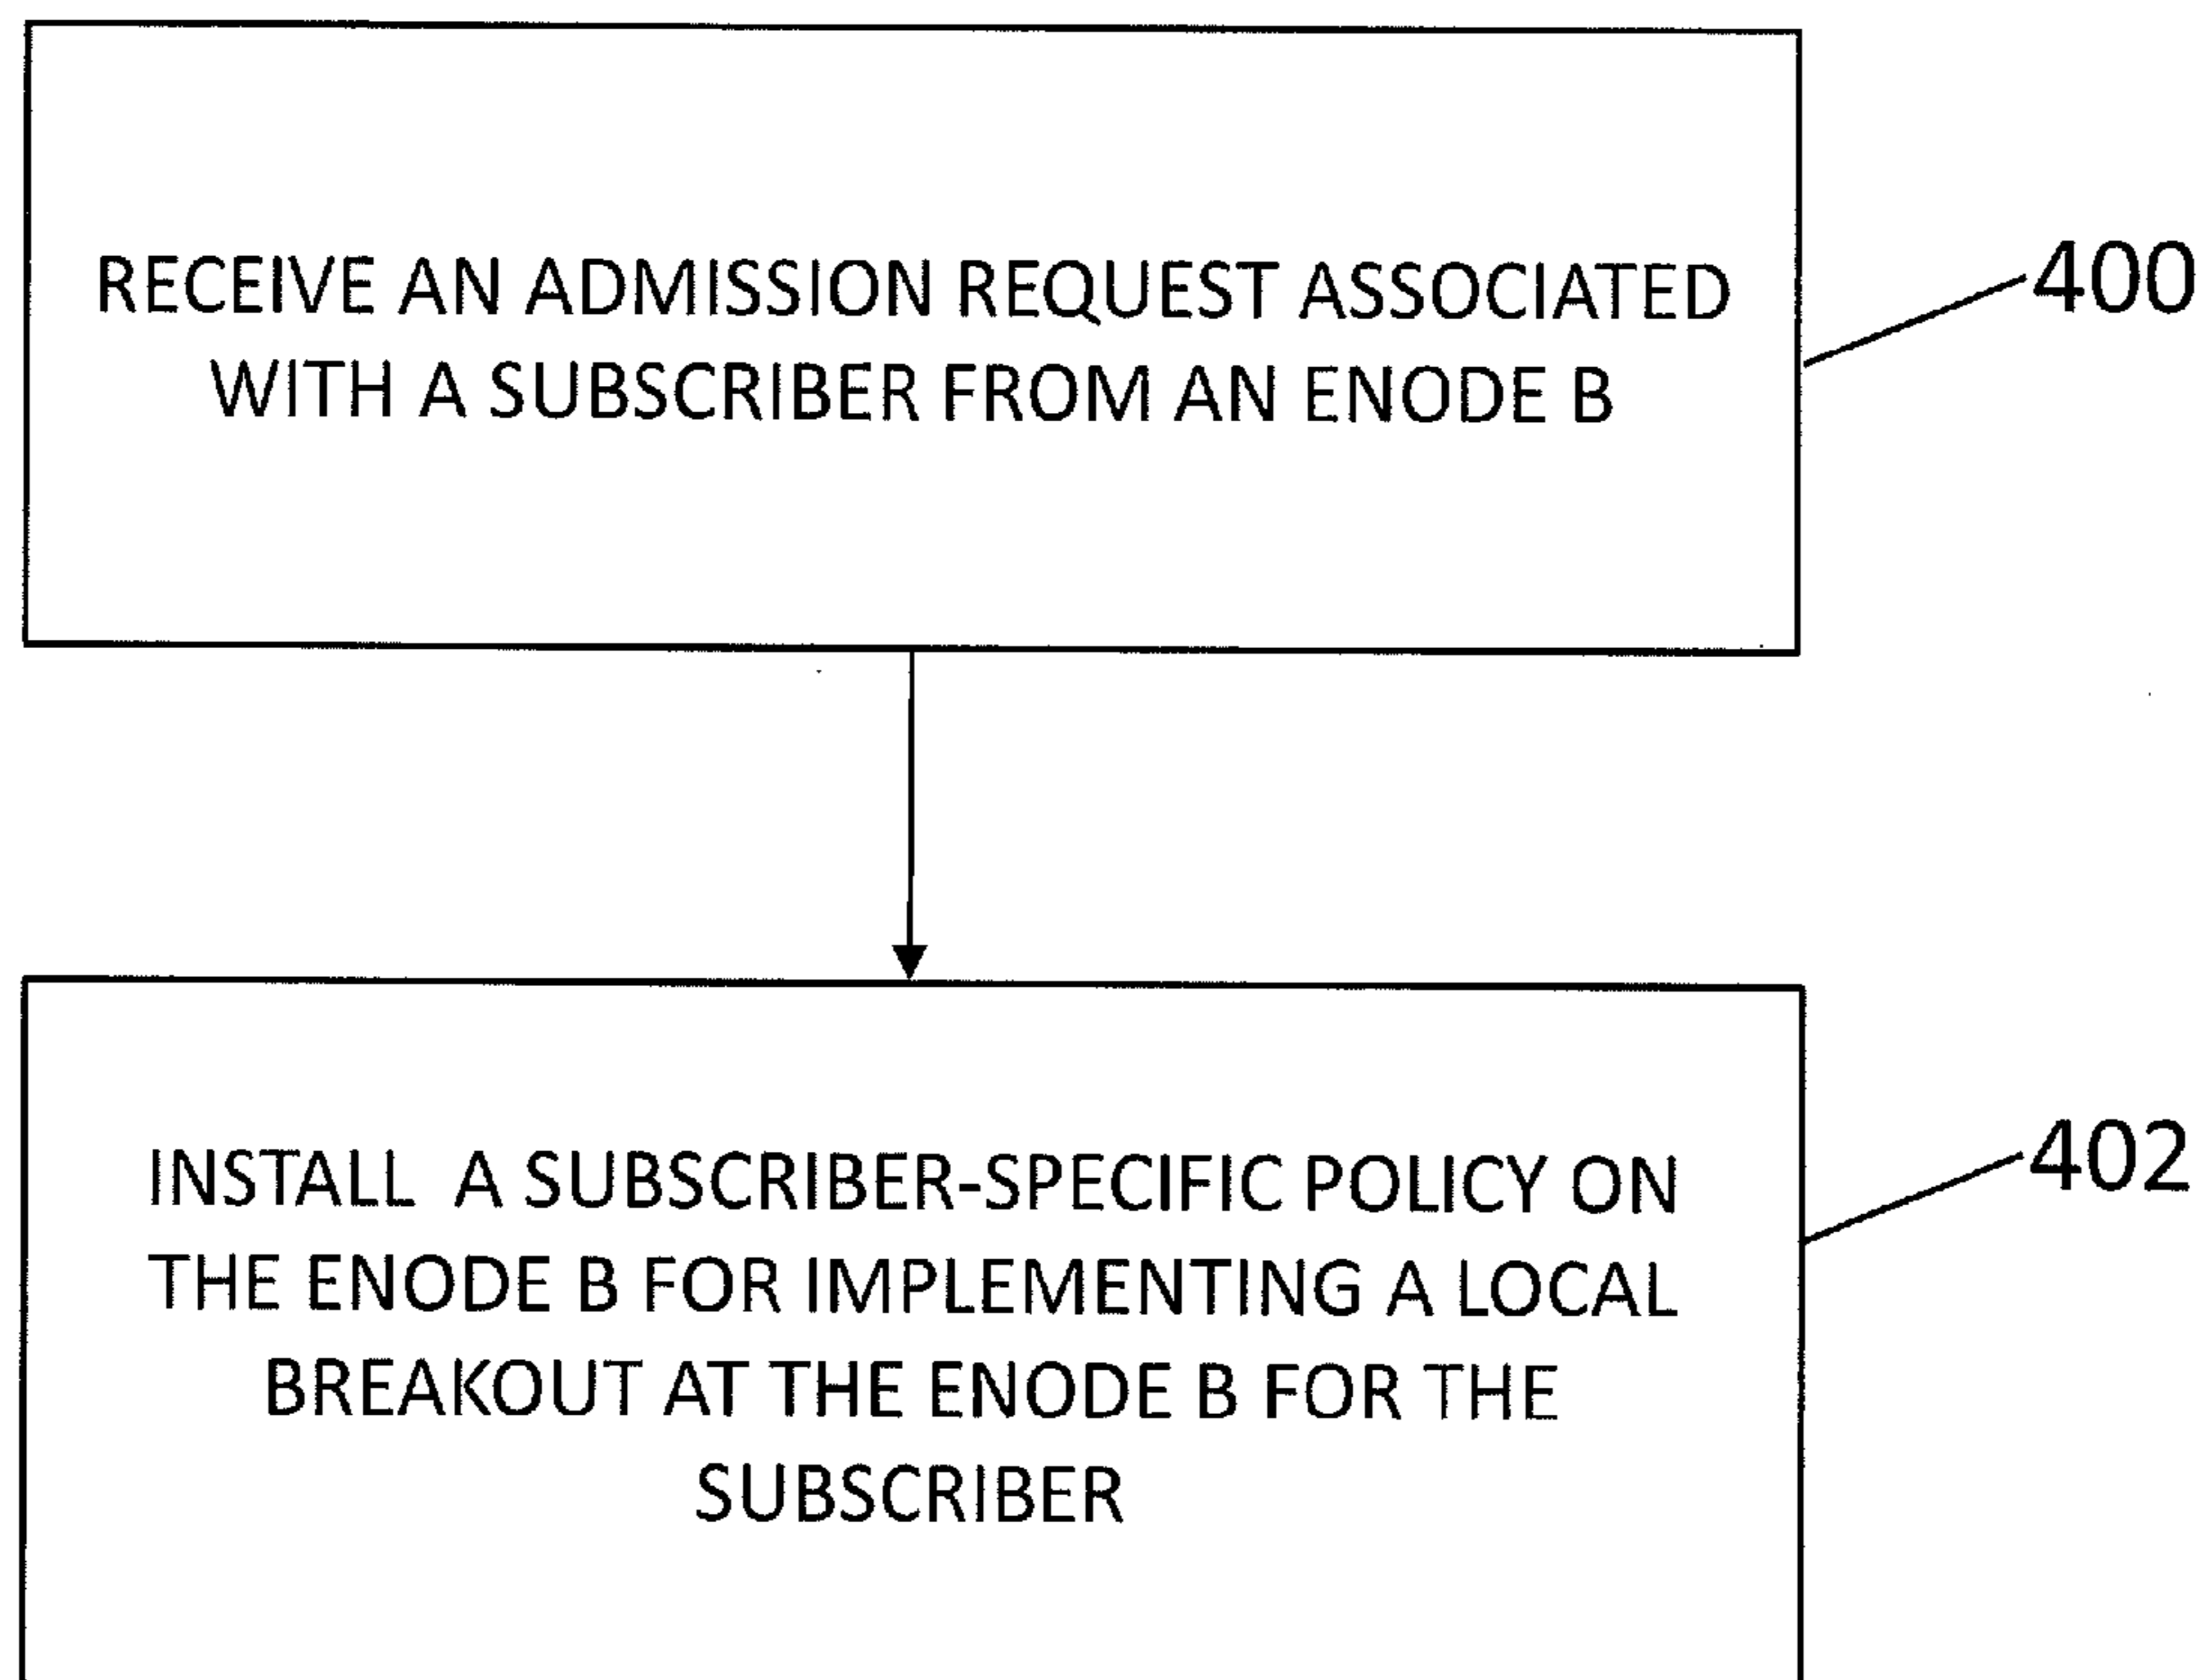 RECEIVE AN ADMISSION REQUEST ASSOCIATED
WITH A SUBSCRIBER FROM AN ENODE B
400
INSTALL A SUBSCRIBER-SPECIFIC POLICY ON
THE ENODE B FOR IMPLEMENTING A LOCAL
BREAKOUT AT THE ENODE B FOR THE
SUBSCRIBER
402